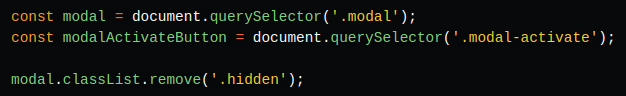 const modal = document.querySelector('.modal');
const modalActivateButton = document.querySelector('.modal-activate');
modal.classList.remove('.hidden');